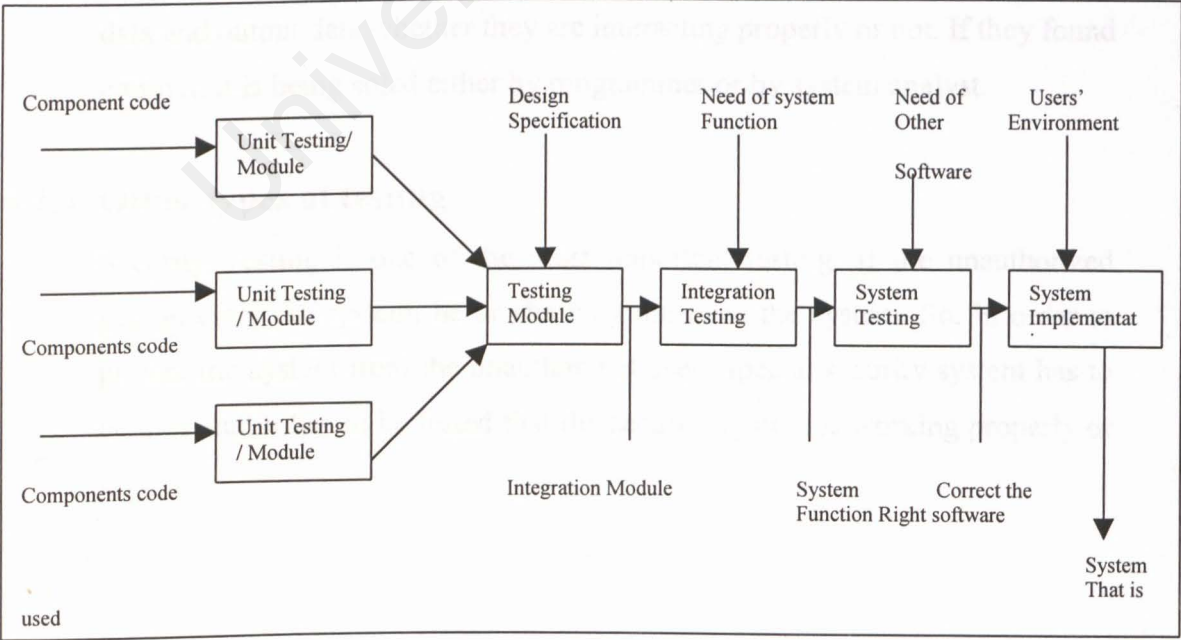 Component code
Design
Specification
Need of system
Function
Need of
Other
Software
Users'
Environment
Unit Testing/
Module
Unit Testing
/ Module
Components code
Unit Testing
/ Module
Components code
Testing
Module
Integration
Testing
System
Testing
System
Implementat
Integration Module
System
Function Right
Correct the
software
System
That is
used